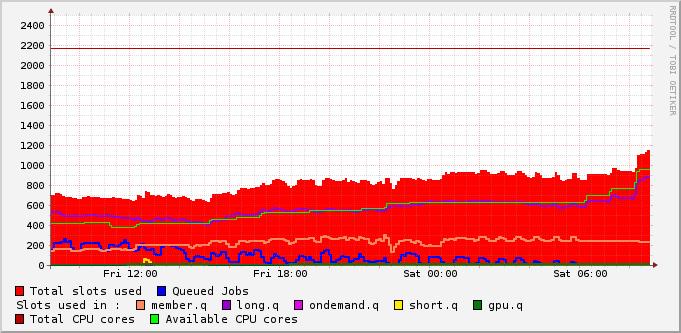 2400
2200
2000
1800
1600
1400
1200
1000
800
600
400
200
0
Fri 12:00 Fri 18:00 Sat 00:00 Sat 06:00
Total slots used Queued Jobs
Slots used in : member.q long.q ondemand.q short.q gpu.q
Total CPU cores Available CPU cores
RRDTOOL / TOBI OETIKER